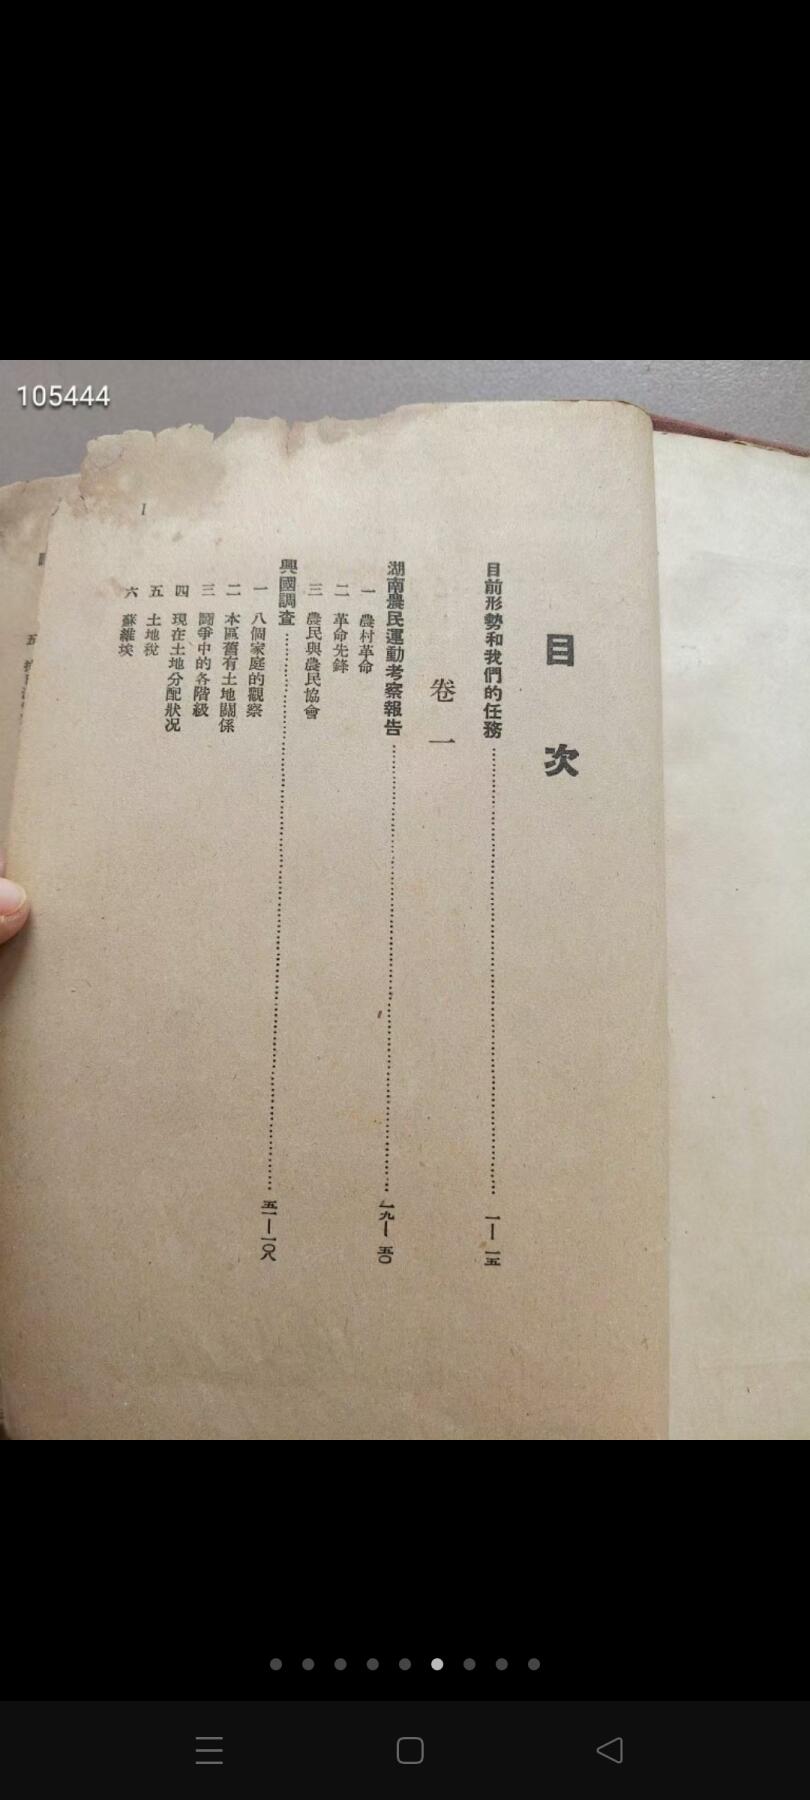 105444
目次
目前形勢和我們的任務……一—一五
卷一
湖南農民運動考察報告……一九—五〇
一 農村革命
二 革命先鋒
三 農民與農民協會
興國調查……五一—一〇八
一 八個家庭的觀察
二 本區舊有土地關係
三 鬪爭中的各階級
四 現在土地分配狀况
五 土地稅
六 蘇維埃
I
五